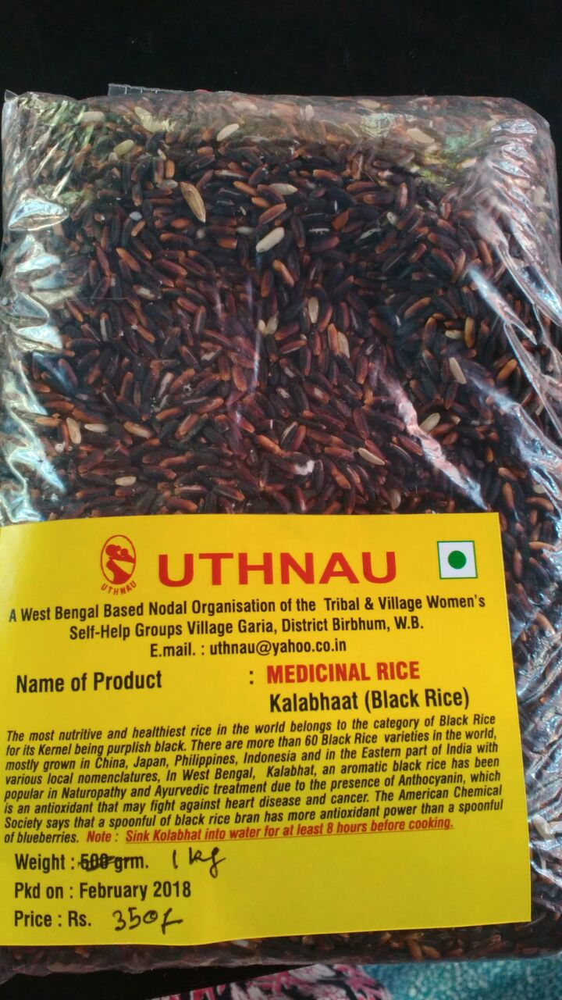 UTHNAU
UTHNAU
A West Bengal Based Nodal Organisation of the Tribal & Village Women's
Self-Help Groups Village Garia, District Birbhum, W.B.
E.mail. : uthnau@yahoo.co.in
Name of Product : MEDICINAL RICE
Kalabhaat (Black Rice)
The most nutritive and healthiest rice in the world belongs to the category of Black Rice
for its Kernel being purplish black. There are more than 60 Black Rice varieties in the world,
mostly grown in China, Japan, Philippines, Indonesia and in the Eastern part of India with
various local nomenclatures, In West Bengal, Kalabhat, an aromatic black rice has been
popular in Naturopathy and Ayurvedic treatment due to the presence of Anthocyanin, which
is an antioxidant that may fight against heart disease and cancer. The American Chemical
Society says that a spoonful of black rice bran has more antioxidant power than a spoonful
of blueberries. Note : Sink Kolabhat into water for at least 8 hours before cooking.
Weight : 500 grm. 1 kg
Pkd on : February 2018
Price : Rs. 350/-